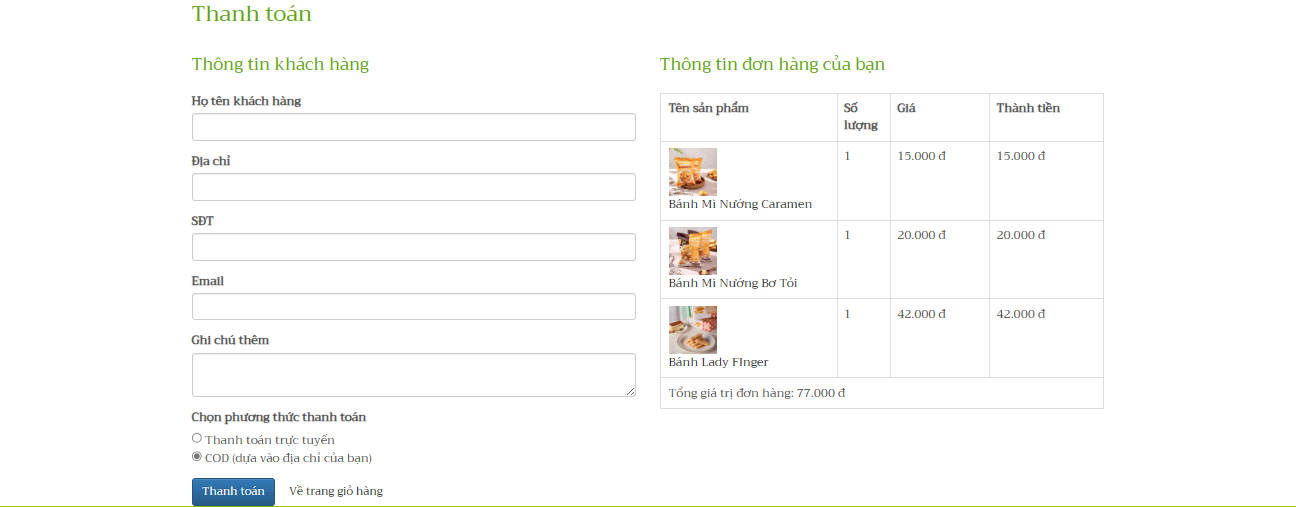 Thanh toán
Thông tin khách hàng
Họ tên khách hàng
Địa chỉ
SĐT
Email
Ghi chú thêm
Chọn phương thức thanh toán
Thanh toán trực tuyến
COD (dựa vào địa chỉ của bạn)
Thanh toán Về trang giỏ hàng
Thông tin đơn hàng của bạn
Tên sản phẩm Số lượng Giá Thành tiền
Bánh Mì Nướng Caramen 1 15.000 đ 15.000 đ
Bánh Mì Nướng Bơ Tỏi 1 20.000 đ 20.000 đ
Bánh Lady FInger 1 42.000 đ 42.000 đ
Tổng giá trị đơn hàng: 77.000 đ